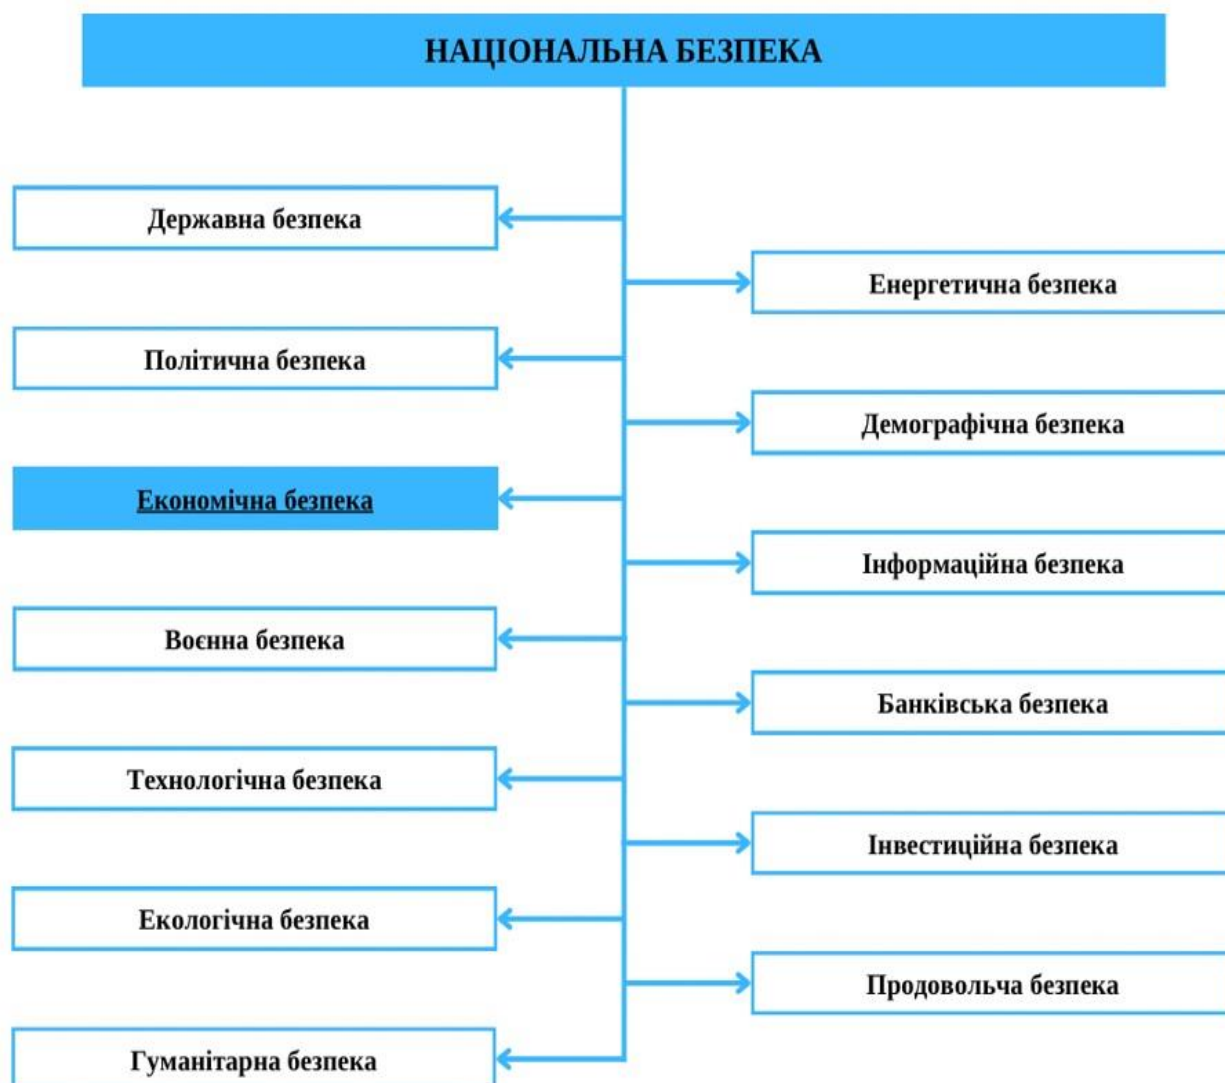 НАЦІОНАЛЬНА БЕЗПЕКА
Державна безпека
Енергетична безпека
Політична безпека
Демографічна безпека
Економічна безпека
Інформаційна безпека
Воєнна безпека
Банківська безпека
Технологічна безпека
Інвестиційна безпека
Екологічна безпека
Продовольча безпека
Гуманітарна безпека